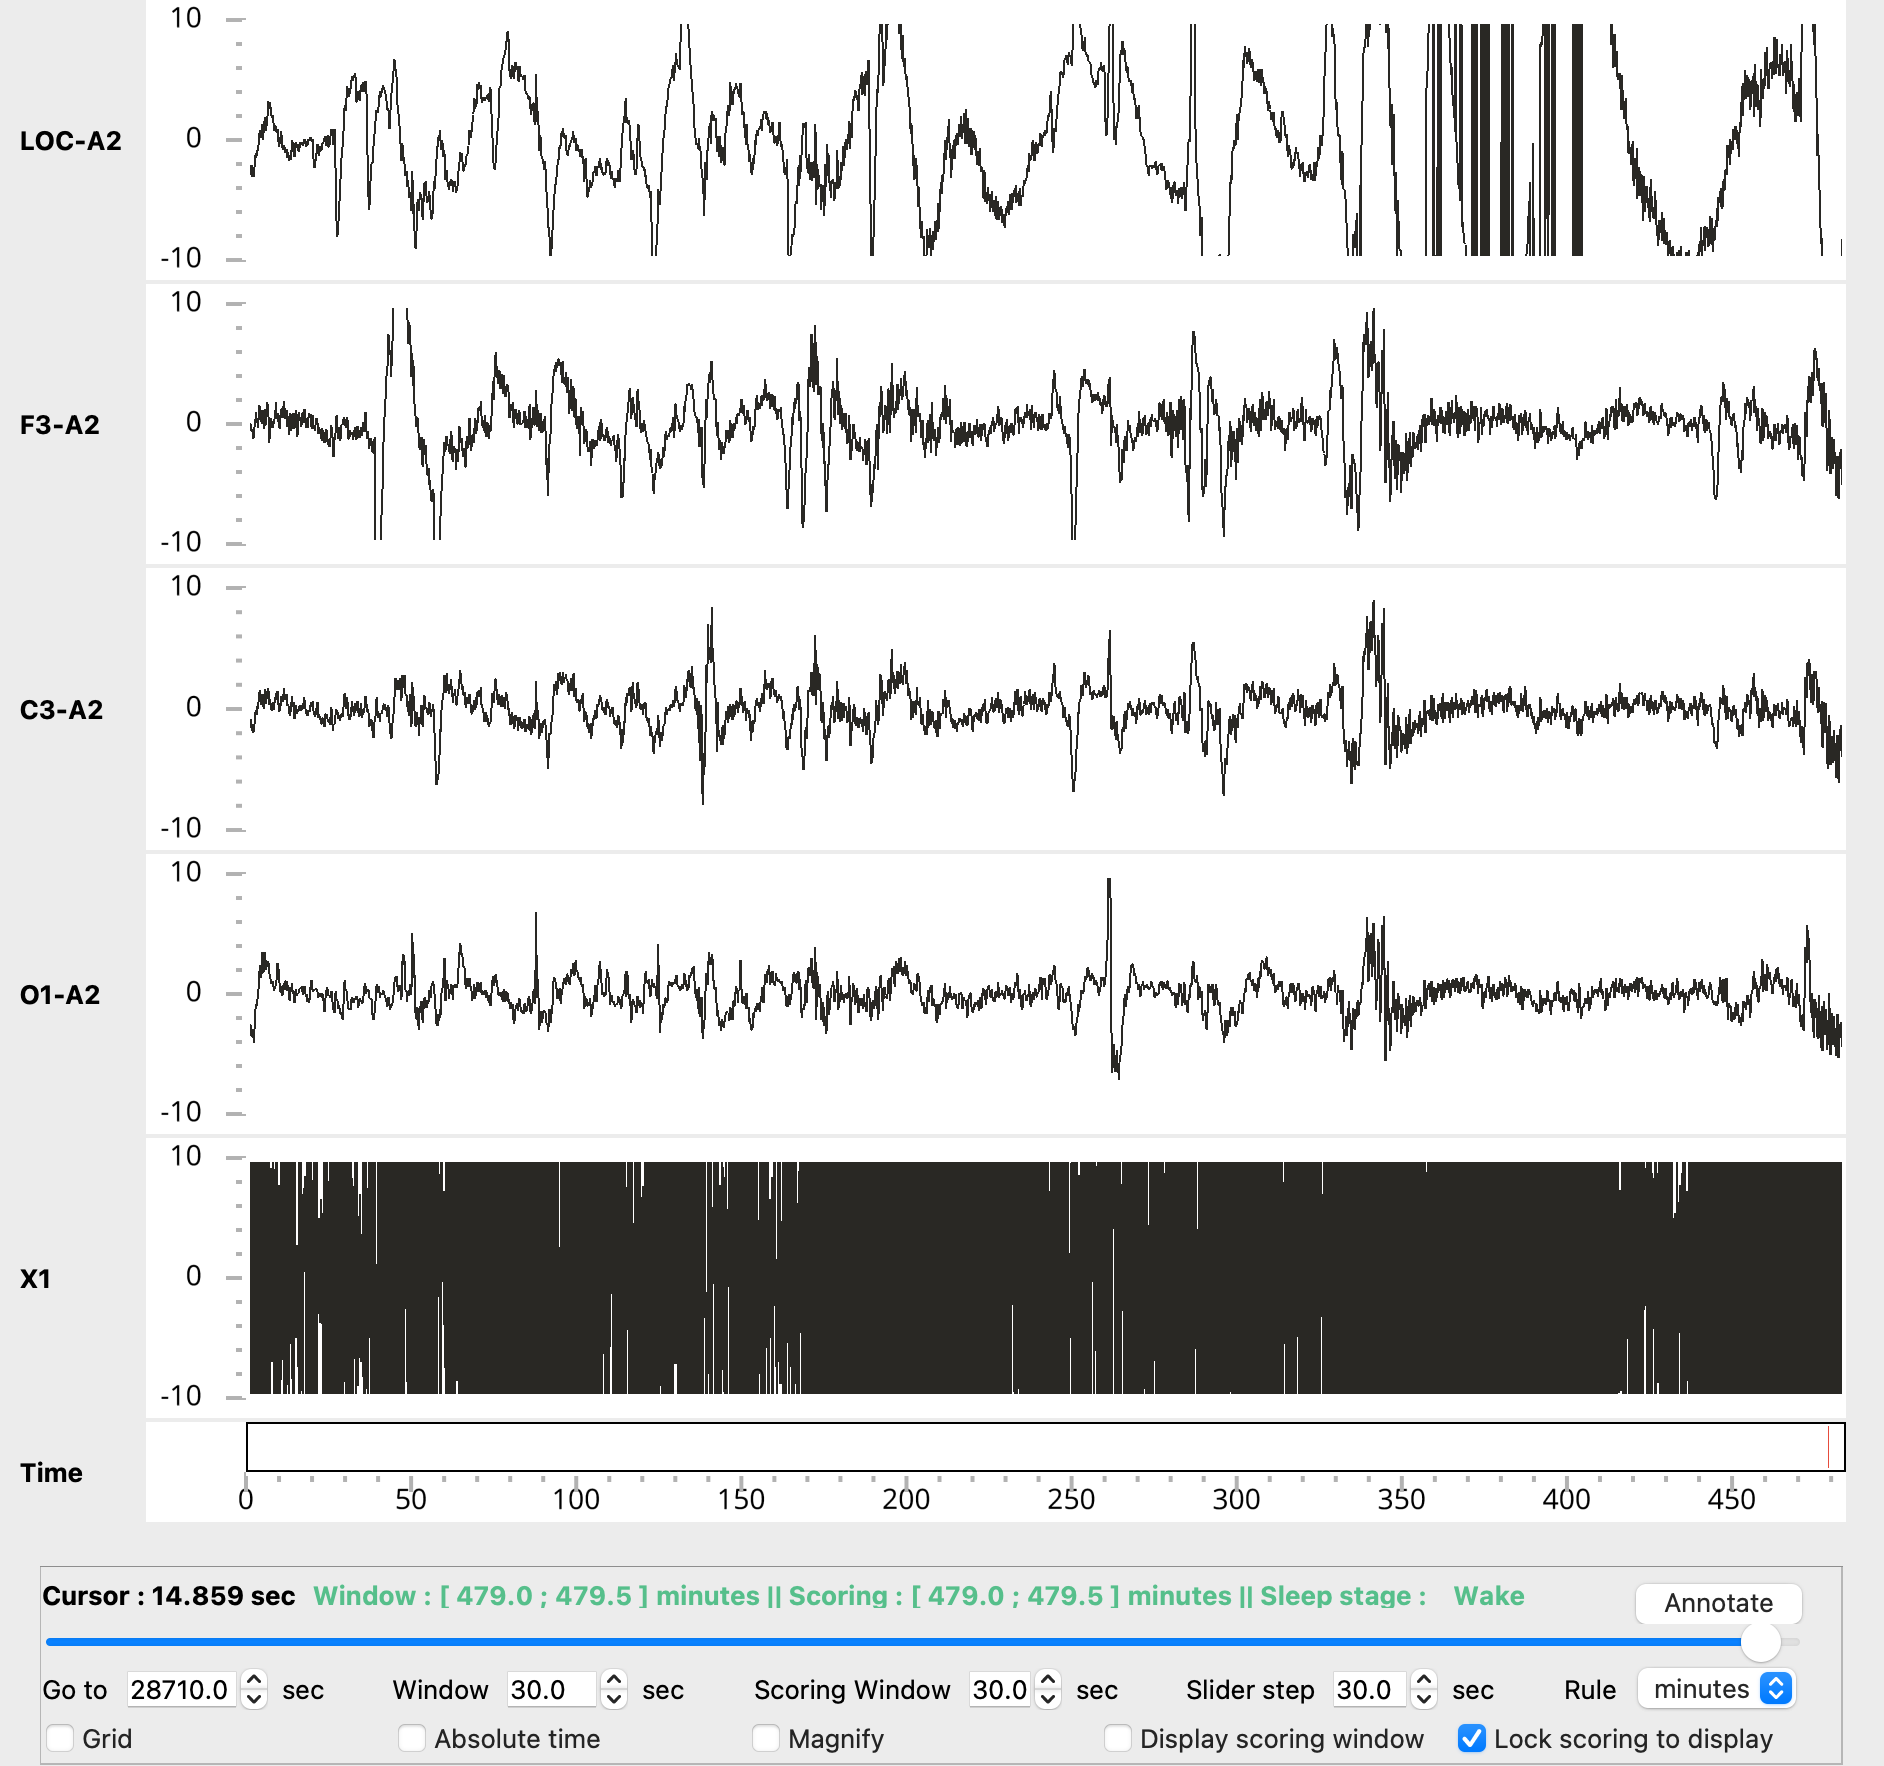 10
LOC-A2
0
-10
10
F3-A2
0
-10
10
C3-A2
0
-10
10
O1-A2
0
-10
10
X1
0
-10
Time
0 50 100 150 200 250 300 350 400 450
Cursor : 14.859 sec Window : [ 479.0 ; 479.5 ] minutes || Scoring : [ 479.0 ; 479.5 ] minutes || Sleep stage : Wake Annotate
Go to 28710.0 sec Window 30.0 sec Scoring Window 30.0 sec Slider step 30.0 sec Rule minutes
Grid Absolute time Magnify Display scoring window Lock scoring to display